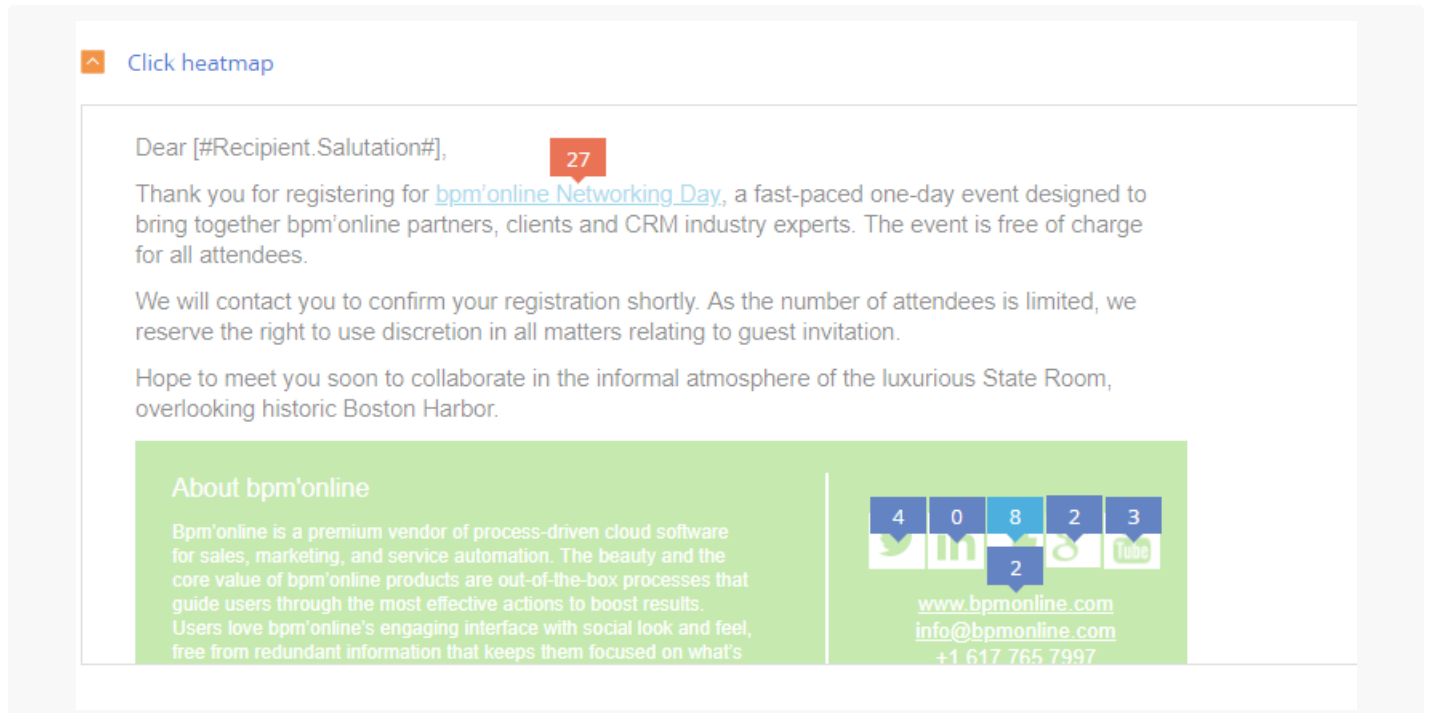 Click heatmap
Dear [#Recipient.Salutation#],
27
Thank you for registering for bpm'online Networking Day, a fast-paced one-day event designed to
bring together bpm'online partners, clients and CRM industry experts. The event is free of charge
for all attendees.
We will contact you to confirm your registration shortly. As the number of attendees is limited, we
reserve the right to use discretion in all matters relating to guest invitation.
Hope to meet you soon to collaborate in the informal atmosphere of the luxurious State Room,
overlooking historic Boston Harbor.
About bpm'online
Bpm'online is a premium vendor of process-driven cloud software
for sales, marketing, and service automation. The beauty and the
core value of bpm'online products are out-of-the-box processes that
guide users through the most effective actions to boost results.
Users love bpm'online's engaging interface with social look and feel,
free from redundant information that keeps them focused on what's
4 0 8 2 3
in Tube
2
www.bpmonline.com
info@bpmonline.com
+1 617 765 7997